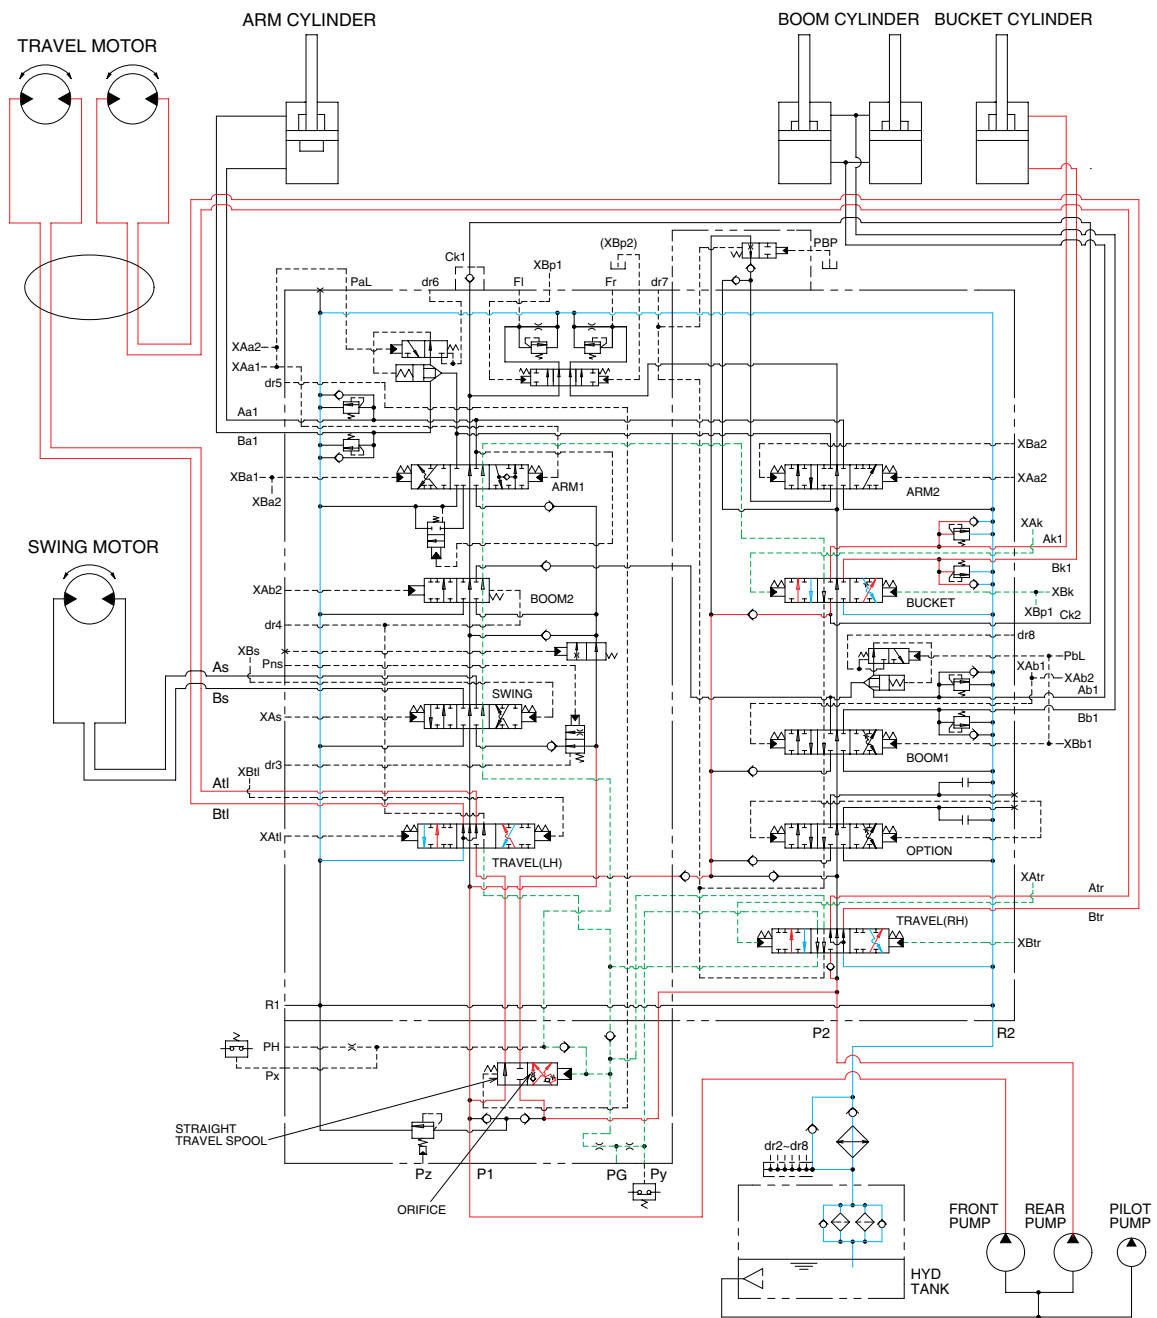 ARM CYLINDER
BOOM CYLINDER
BUCKET CYLINDER
TRAVEL MOTOR
(XBp2)
PBP
Ck1
XBp1
PaL
dr6
Fl
Fr
dr7
XAa2
XAa1
dr5
Aa1
Ba1
XBa2
XBa1
XAa2
ARM1
ARM2
XBa2
XAk
Ak1
SWING MOTOR
Bk1
XAb2
BOOM2
BUCKET
XBk
XBp1
Ck2
dr4
dr8
XBs
Pns
PbL
XAb1
As
XAb2
Bs
SWING
Ab1
XAs
Bb1
XBb1
BOOM1
dr3
XBtl
Atl
Btl
XAtl
OPTION
TRAVEL(LH)
XAtr
Atr
TRAVEL(RH)
Btr
XBtr
R1
P2
R2
PH
Px
STRAIGHT
TRAVEL SPOOL
dr2~dr8
Pz
P1
PG
Py
ORIFICE
FRONT
PUMP
REAR
PUMP
PILOT
PUMP
HYD
TANK